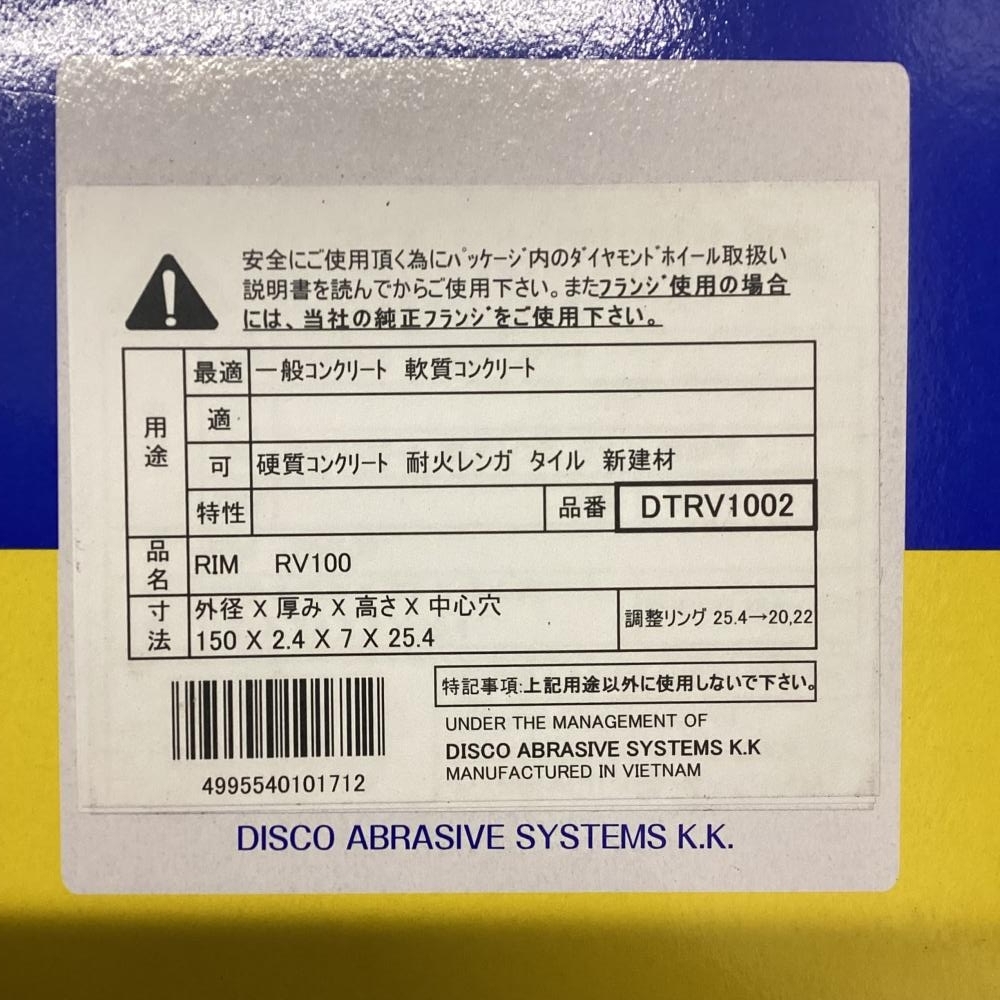 安全にご使用頂く為にﾊﾟｯｹｰｼﾞ内のﾀﾞｲﾔﾓﾝﾄﾞﾎｲｰﾙ取扱い
説明書を読んでからご使用下さい。またﾌﾗﾝｼﾞ使用の場合
には、当社の純正ﾌﾗﾝｼﾞをご使用下さい。
用途
最適 一般ｺﾝｸﾘｰﾄ 軟質ｺﾝｸﾘｰﾄ
適
可 硬質ｺﾝｸﾘｰﾄ 耐火レンガ タイル 新建材
特性 品番 DTRV1002
品名 RIM RV100
寸法 外径 X 厚み X 高さ X 中心穴
150 X 2.4 X 7 X 25.4
調整リング 25.4→20,22
特記事項:上記用途以外に使用しないで下さい。
UNDER THE MANAGEMENT OF
DISCO ABRASIVE SYSTEMS K.K
MANUFACTURED IN VIETNAM
4995540101712
DISCO ABRASIVE SYSTEMS K.K.